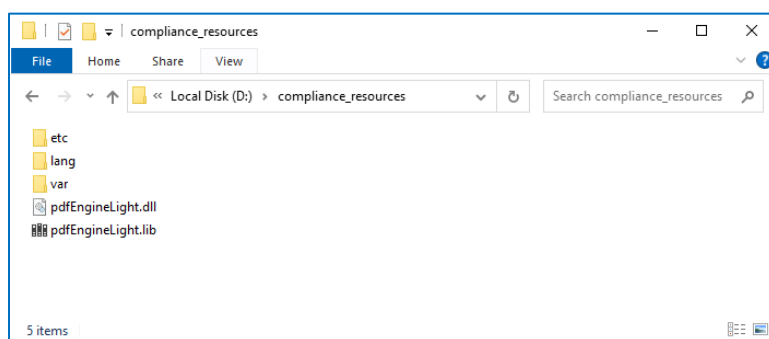 compliance_resources
File Home Share View
« Local Disk (D:) › compliance_resources Search compliance_resources
etc
lang
var
pdfEngineLight.dll
pdfEngineLight.lib
5 items